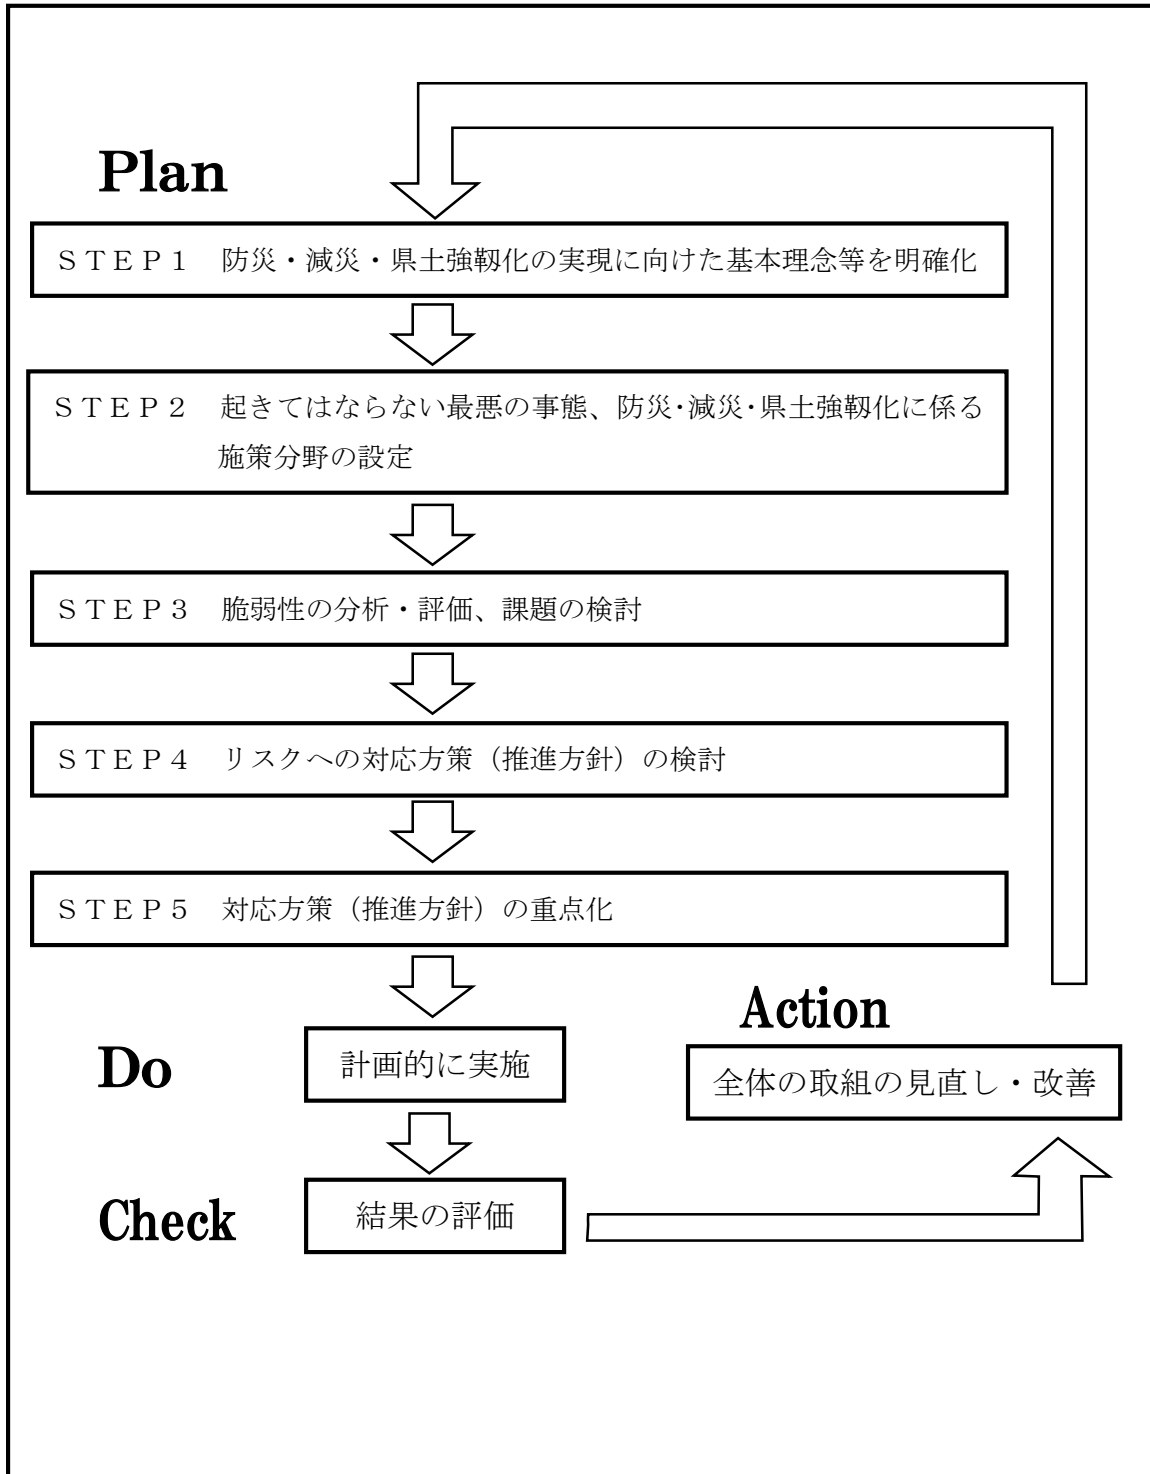 Plan
ＳＴＥＰ１　防災・減災・県土強靱化の実現に向けた基本理念等を明確化
ＳＴＥＰ２　起きてはならない最悪の事態、防災･減災･県土強靱化に係る
施策分野の設定
ＳＴＥＰ３　脆弱性の分析・評価、課題の検討
ＳＴＥＰ４　リスクへの対応方策（推進方針）の検討
ＳＴＥＰ５　対応方策（推進方針）の重点化
Do
計画的に実施
Action
全体の取組の見直し・改善
Check
結果の評価